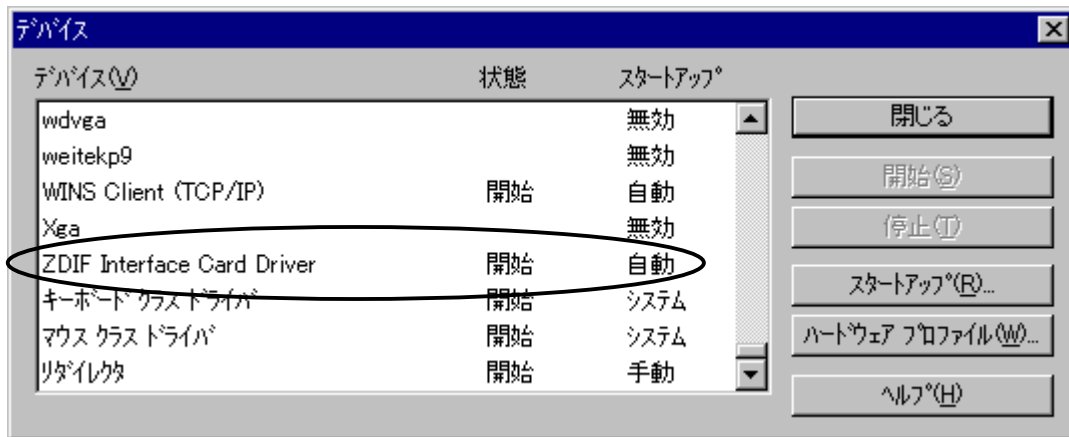 デバイス
デバイス(V) 状態 スタートアップ
wdvga 無効
weitekp9 無効
WINS Client (TCP/IP) 開始 自動
Xga 無効
ZDIF Interface Card Driver 開始 自動
キーボード クラス ドライバ 開始 システム
マウス クラス ドライバ 開始 システム
リダイレクタ 開始 手動
閉じる
開始(S)
停止(T)
スタートアップ(R)...
ハードウェア プロファイル(W)...
ヘルプ(H)